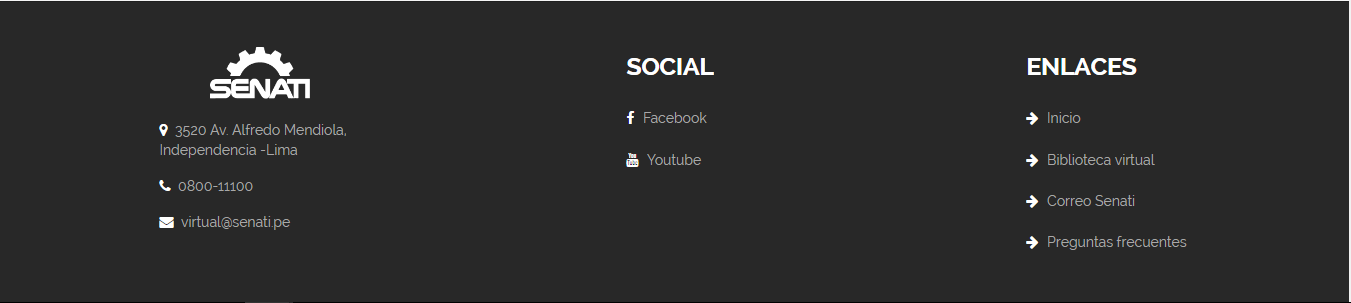 SENATI
3520 Av. Alfredo Mendiola,
Independencia -Lima
0800-11100
virtual@senati.pe
SOCIAL
Facebook
Youtube
ENLACES
Inicio
Biblioteca virtual
Correo Senati
Preguntas frecuentes